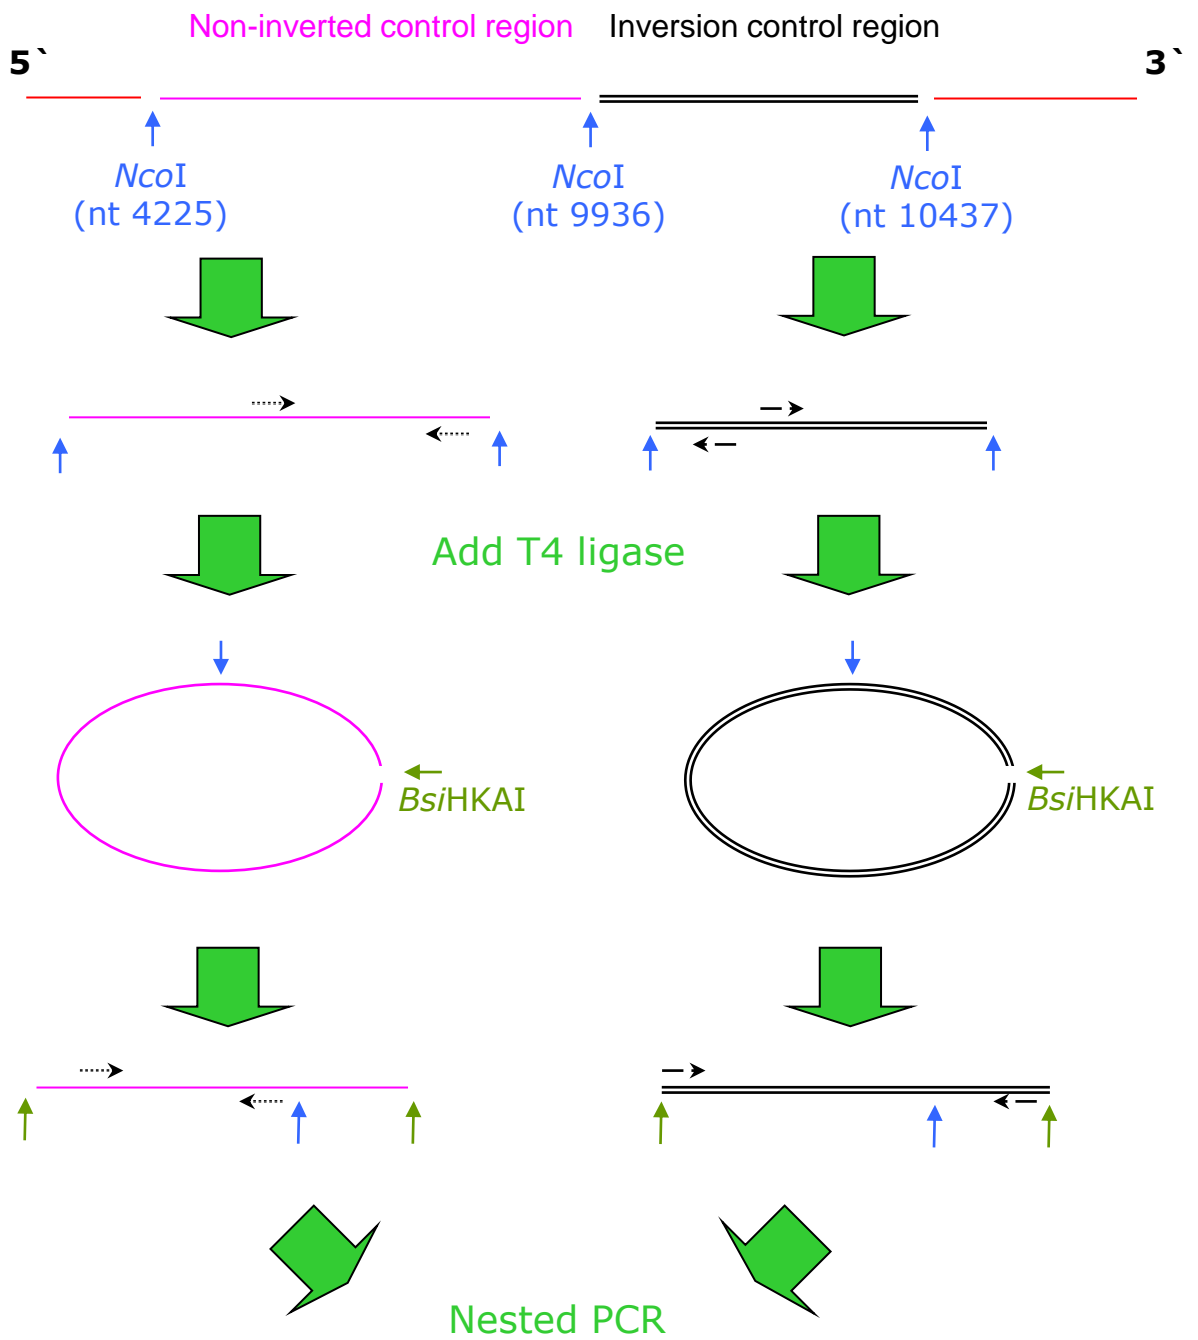 Non-inverted control region Inversion control region
5` 3`
NcoI NcoI NcoI
(nt 4225) (nt 9936) (nt 10437)
Add T4 ligase
BsiHKAI BsiHKAI
Nested PCR